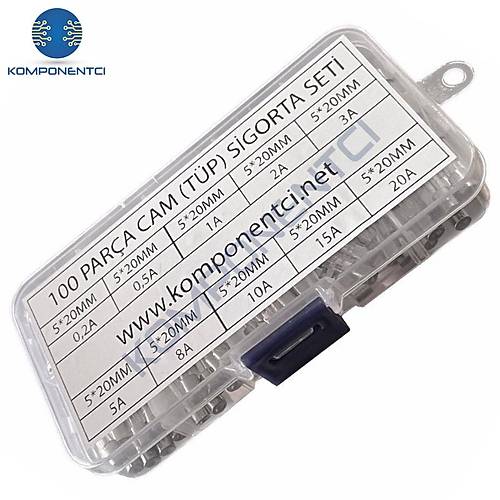 KOMPONENTCI
100 PARÇA CAM (TÜP) SİGORTA SETİ
5*20MM 5*20MM 5*20MM 5*20MM 5*20MM
0,2A 0,5A 1A 2A 3A
www.komponentci.net
5*20MM 5*20MM 5*20MM 5*20MM 5*20MM
5A 8A 10A 15A 20A
KOMPONENTCI